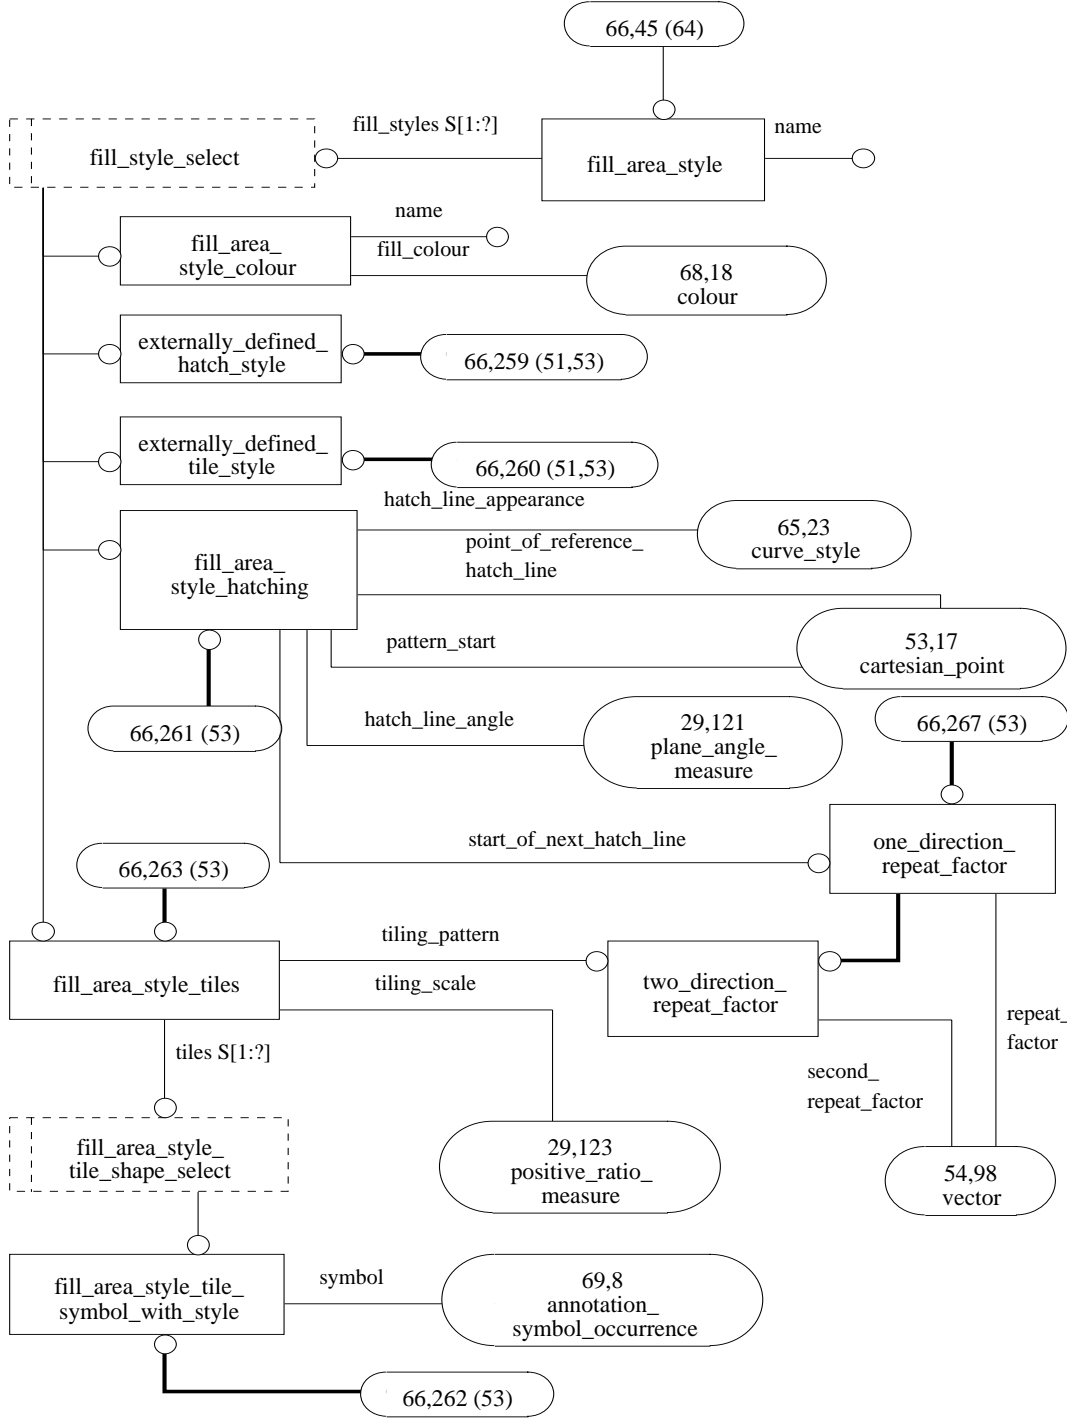 66,45 (64)
fill_styles S[1:?]
name
fill_style_select
fill_area_style
name
fill_area_
style_colour
fill_colour
68,18
colour
externally_defined_
hatch_style
66,259 (51,53)
externally_defined_
tile_style
66,260 (51,53)
hatch_line_appearance
65,23
curve_style
point_of_reference_
hatch_line
fill_area_
style_hatching
pattern_start
53,17
cartesian_point
66,261 (53)
hatch_line_angle
29,121
plane_angle_
measure
66,267 (53)
start_of_next_hatch_line
one_direction_
repeat_factor
66,263 (53)
tiling_pattern
fill_area_style_tiles
tiling_scale
two_direction_
repeat_factor
repeat_
factor
tiles S[1:?]
second_
repeat_factor
fill_area_style_
tile_shape_select
29,123
positive_ratio_
measure
54,98
vector
fill_area_style_tile_
symbol_with_style
symbol
69,8
annotation_
symbol_occurrence
66,262 (53)